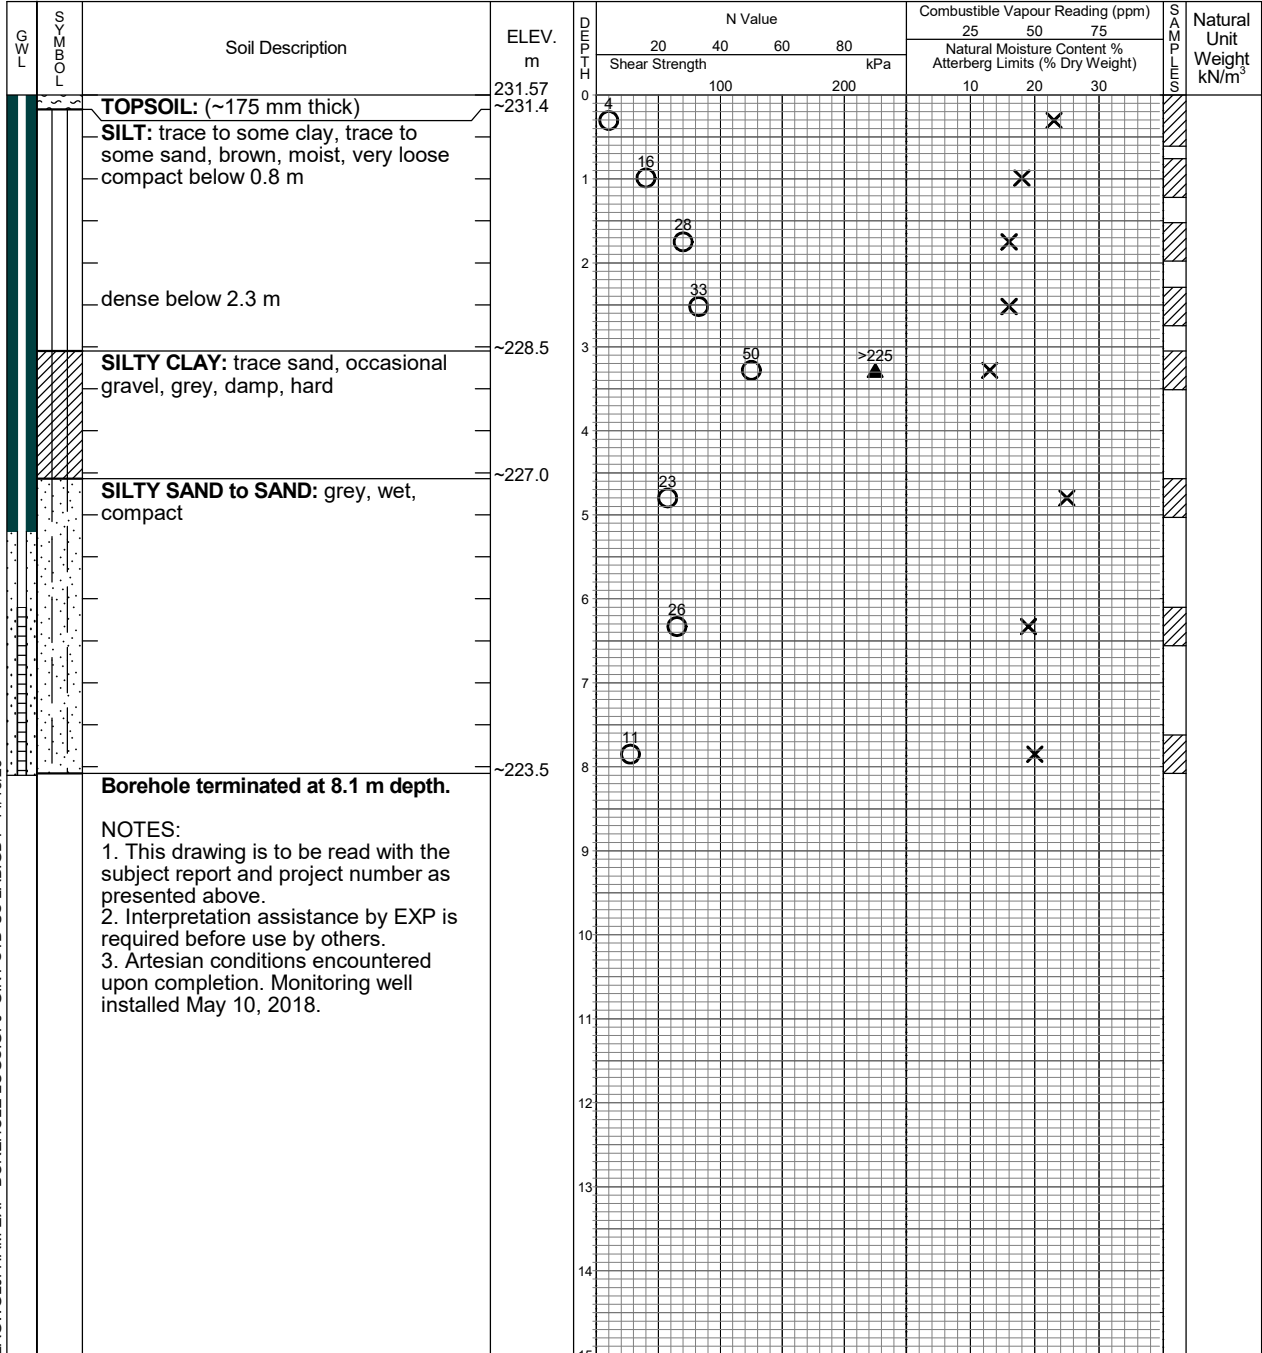 GWL
SYMBOL
Soil Description
ELEV.
m
231.57
DEPTH
N Value
20 40 60 80
Shear Strength kPa
100 200
Combustible Vapour Reading (ppm)
25 50 75
Natural Moisture Content %
Atterberg Limits (% Dry Weight)
10 20 30
SAMPLES
Natural
Unit
Weight
kN/m³
0
TOPSOIL: (~175 mm thick)
~231.4
4
SILT: trace to some clay, trace to
some sand, brown, moist, very loose
compact below 0.8 m
16
1
28
2
dense below 2.3 m
33
~228.5
3
SILTY CLAY: trace sand, occasional
gravel, grey, damp, hard
50
>225
4
~227.0
SILTY SAND to SAND: grey, wet,
compact
23
5
6
26
7
11
~223.5
8
Borehole terminated at 8.1 m depth.
NOTES:
1. This drawing is to be read with the
subject report and project number as
presented above.
2. Interpretation assistance by EXP is
required before use by others.
3. Artesian conditions encountered
upon completion. Monitoring well
installed May 10, 2018.
9
10
11
12
13
14